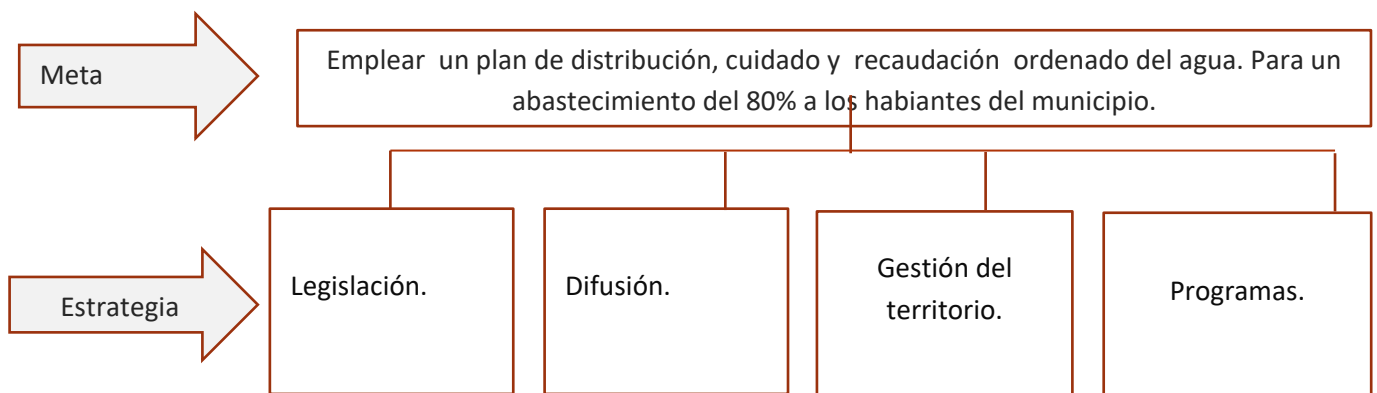 Meta
Emplear un plan de distribución, cuidado y recaudación ordenado del agua. Para un
abastecimiento del 80% a los habiantes del municipio.
Estrategia
Legislación.
Difusión.
Gestión del
territorio.
Programas.